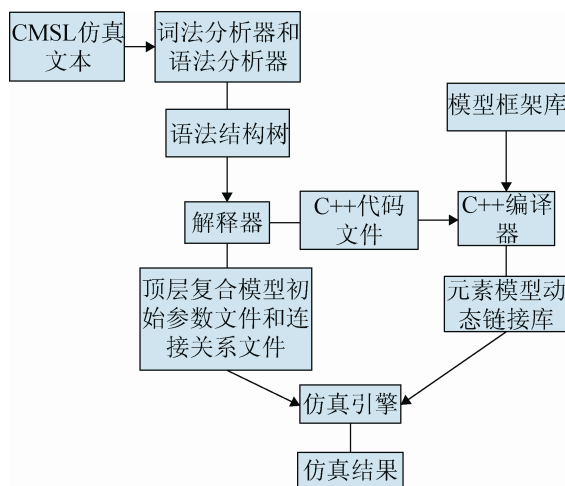 CMSL仿真
文本
词法分析器和
语法分析器
模型框架库
语法结构树
解释器
C++代码
文件
C++编译
器
顶层复合模型初
始参数文件和连
接关系文件
元素模型动
态链接库
仿真引擎
仿真结果